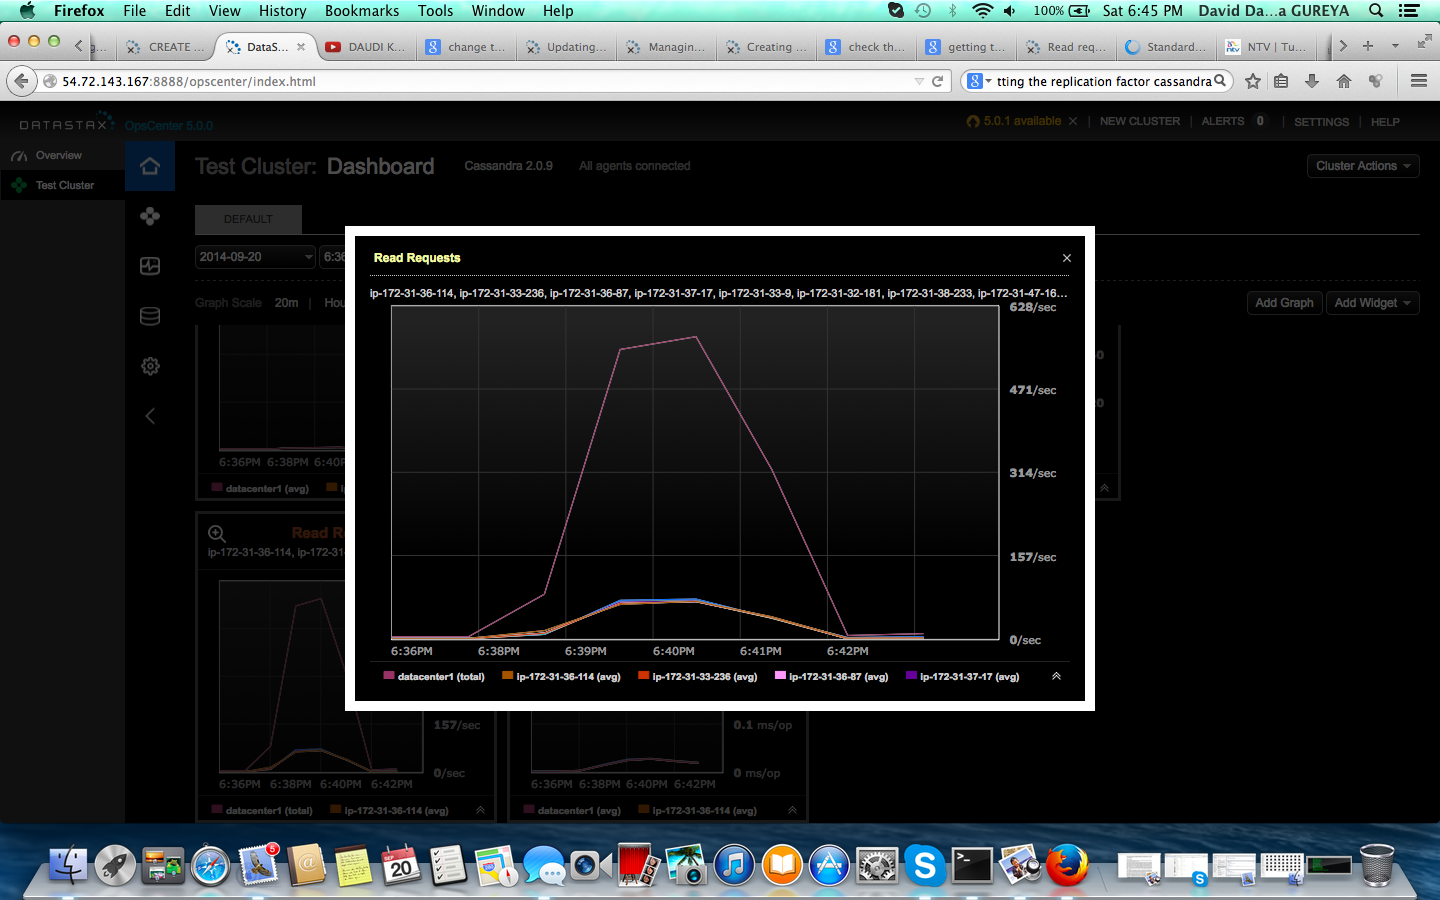 Firefox File Edit View History Bookmarks Tools Window Help 100% Sat 6:45 PM David Da...a GUREYA
g... CREATE ... DataS... DAUDI K... change t... Updating... Managin... Creating ... check th... getting t... Read req... Standard... NTV | Tu...
54.72.143.167:8888/opscenter/index.html tting the replication factor cassandra
DATASTAX OpsCenter 5.0.0 5.0.1 available × | NEW CLUSTER | ALERTS 0 | SETTINGS | HELP
Overview
Test Cluster
Test Cluster: Dashboard Cassandra 2.0.9 All agents connected Cluster Actions
DEFAULT
2014-09-20 6:36
Graph Scale 20m | Hou
Add Graph Add Widget
Read Requests ×
ip-172-31-36-114, ip-172-31-33-236, ip-172-31-36-87, ip-172-31-37-17, ip-172-31-33-9, ip-172-31-32-181, ip-172-31-38-233, ip-172-31-47-16...
628/sec
471/sec
314/sec
157/sec
0/sec
6:36PM 6:38PM 6:39PM 6:40PM 6:41PM 6:42PM
datacenter1 (total) ip-172-31-36-114 (avg) ip-172-31-33-236 (avg) ip-172-31-36-87 (avg) ip-172-31-37-17 (avg)
6:36PM 6:38PM 6:40P
datacenter1 (avg)
Read R
ip-172-31-36-114, ip-172-31
157/sec
0/sec
6:36PM 6:38PM 6:40PM 6:42PM
datacenter1 (total) ip-172-31-36-114 (avg)
0.1 ms/op
0 ms/op
6:36PM 6:38PM 6:40PM 6:42PM
datacenter1 (avg) ip-172-31-36-114 (avg)
5
SEP
20